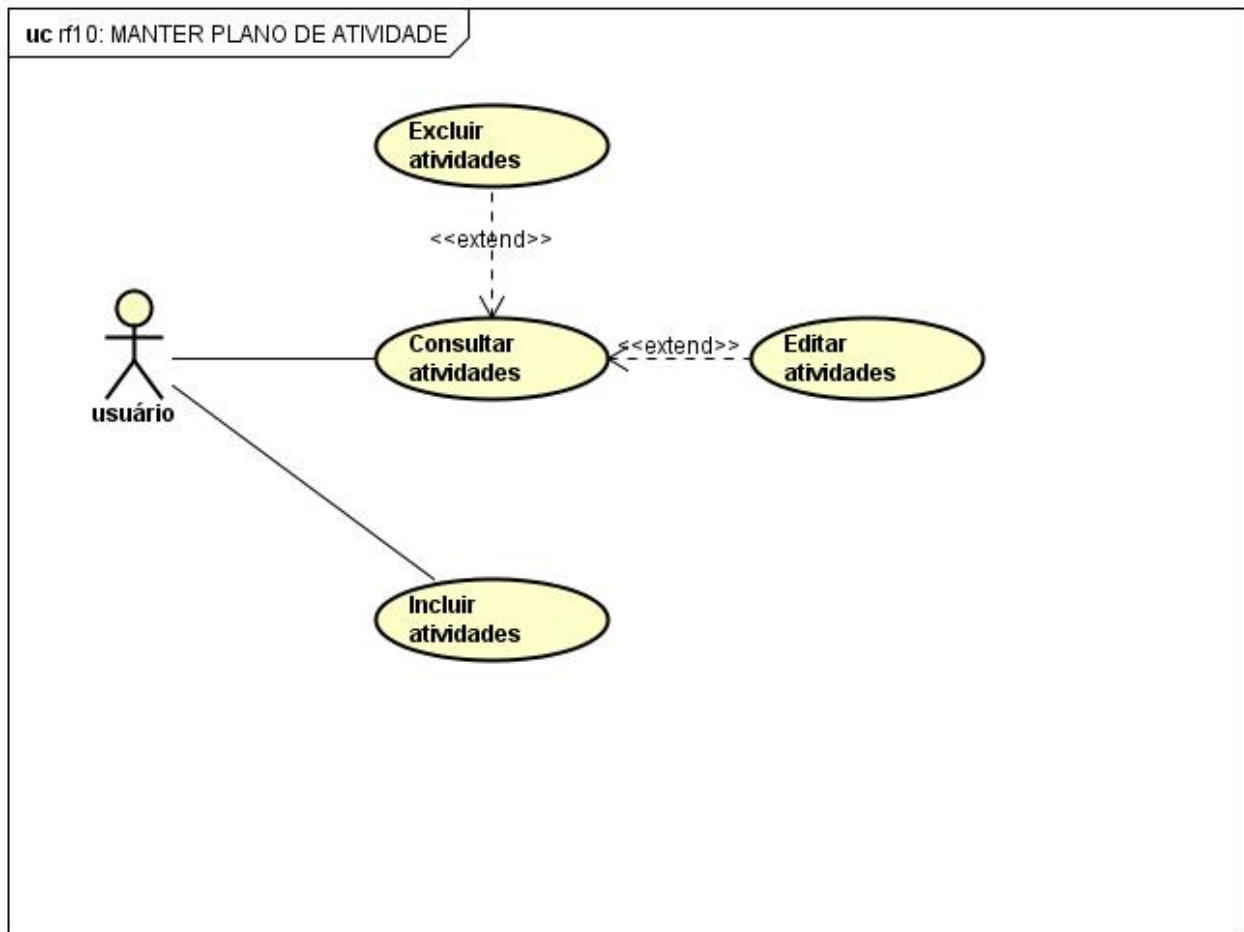 uc rf10: MANTER PLANO DE ATIVIDADE
Excluir
atividades
<<extend>>
Consultar
atividades
<<extend>>
Editar
atividades
usuário
Incluir
atividades